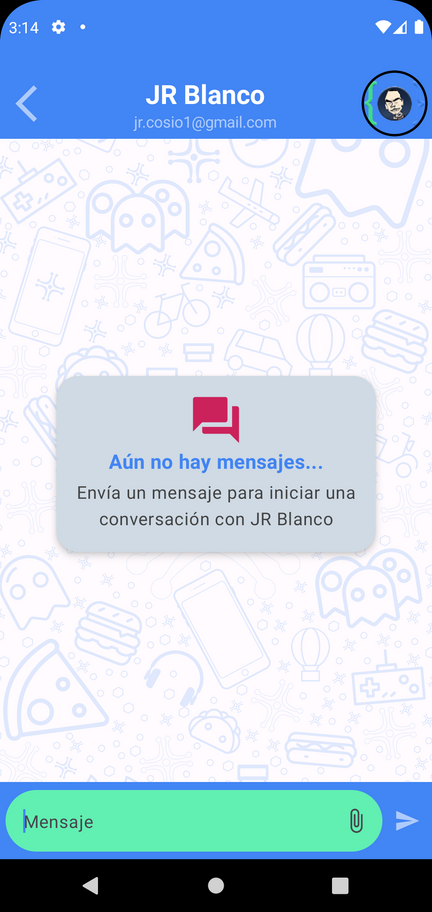 3:14
JR Blanco
jr.cosio1@gmail.com
Aún no hay mensajes...
Envía un mensaje para iniciar una
conversación con JR Blanco
Mensaje